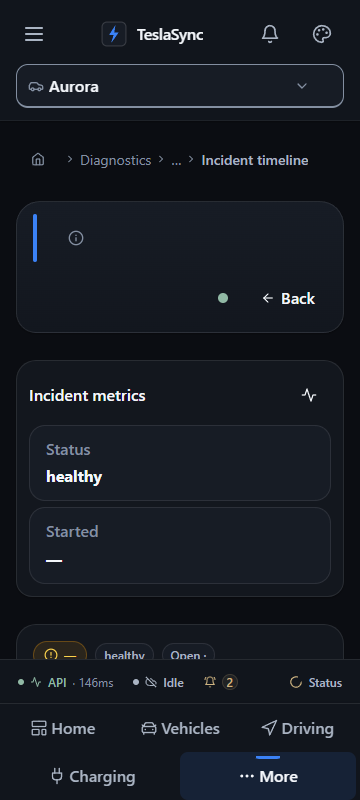 TeslaSync
Aurora
Diagnostics
...
Incident timeline
Back
Incident metrics
Status
healthy
Started
—
— healthy Open ·
API · 146ms Idle 2 Status
Home Vehicles Driving
Charging More